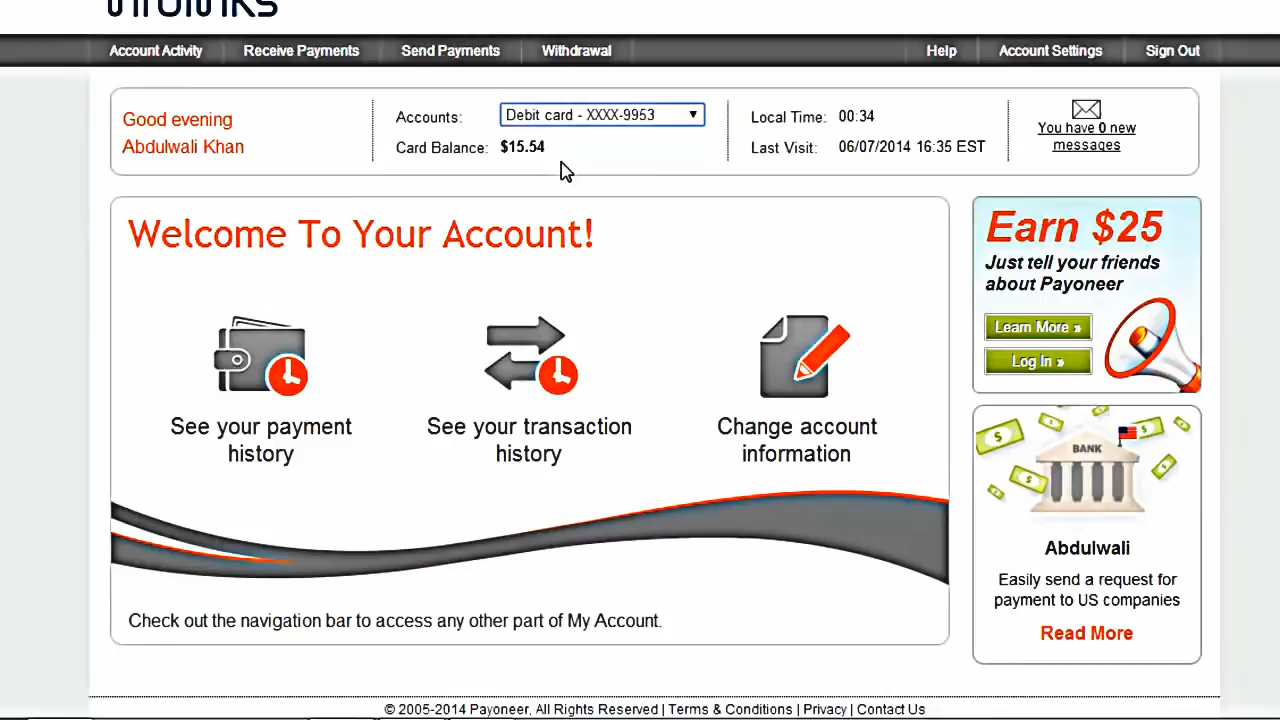 Account Activity
Receive Payments
Send Payments
Withdrawal
Help
Account Settings
Sign Out
Good evening
Abdulwali Khan
Accounts:
Debit card - XXXX-9953
Card Balance: $15.54
Local Time: 00:34
Last Visit: 06/07/2014 16:35 EST
You have 0 new
messages
Welcome To Your Account!
See your payment
history
See your transaction
history
Change account
information
Check out the navigation bar to access any other part of My Account.
Earn $25
Just tell your friends
about Payoneer
Learn More »
Log In »
BANK
Abdulwali
Easily send a request for
payment to US companies
Read More
© 2005-2014 Payoneer, All Rights Reserved | Terms & Conditions | Privacy | Contact Us